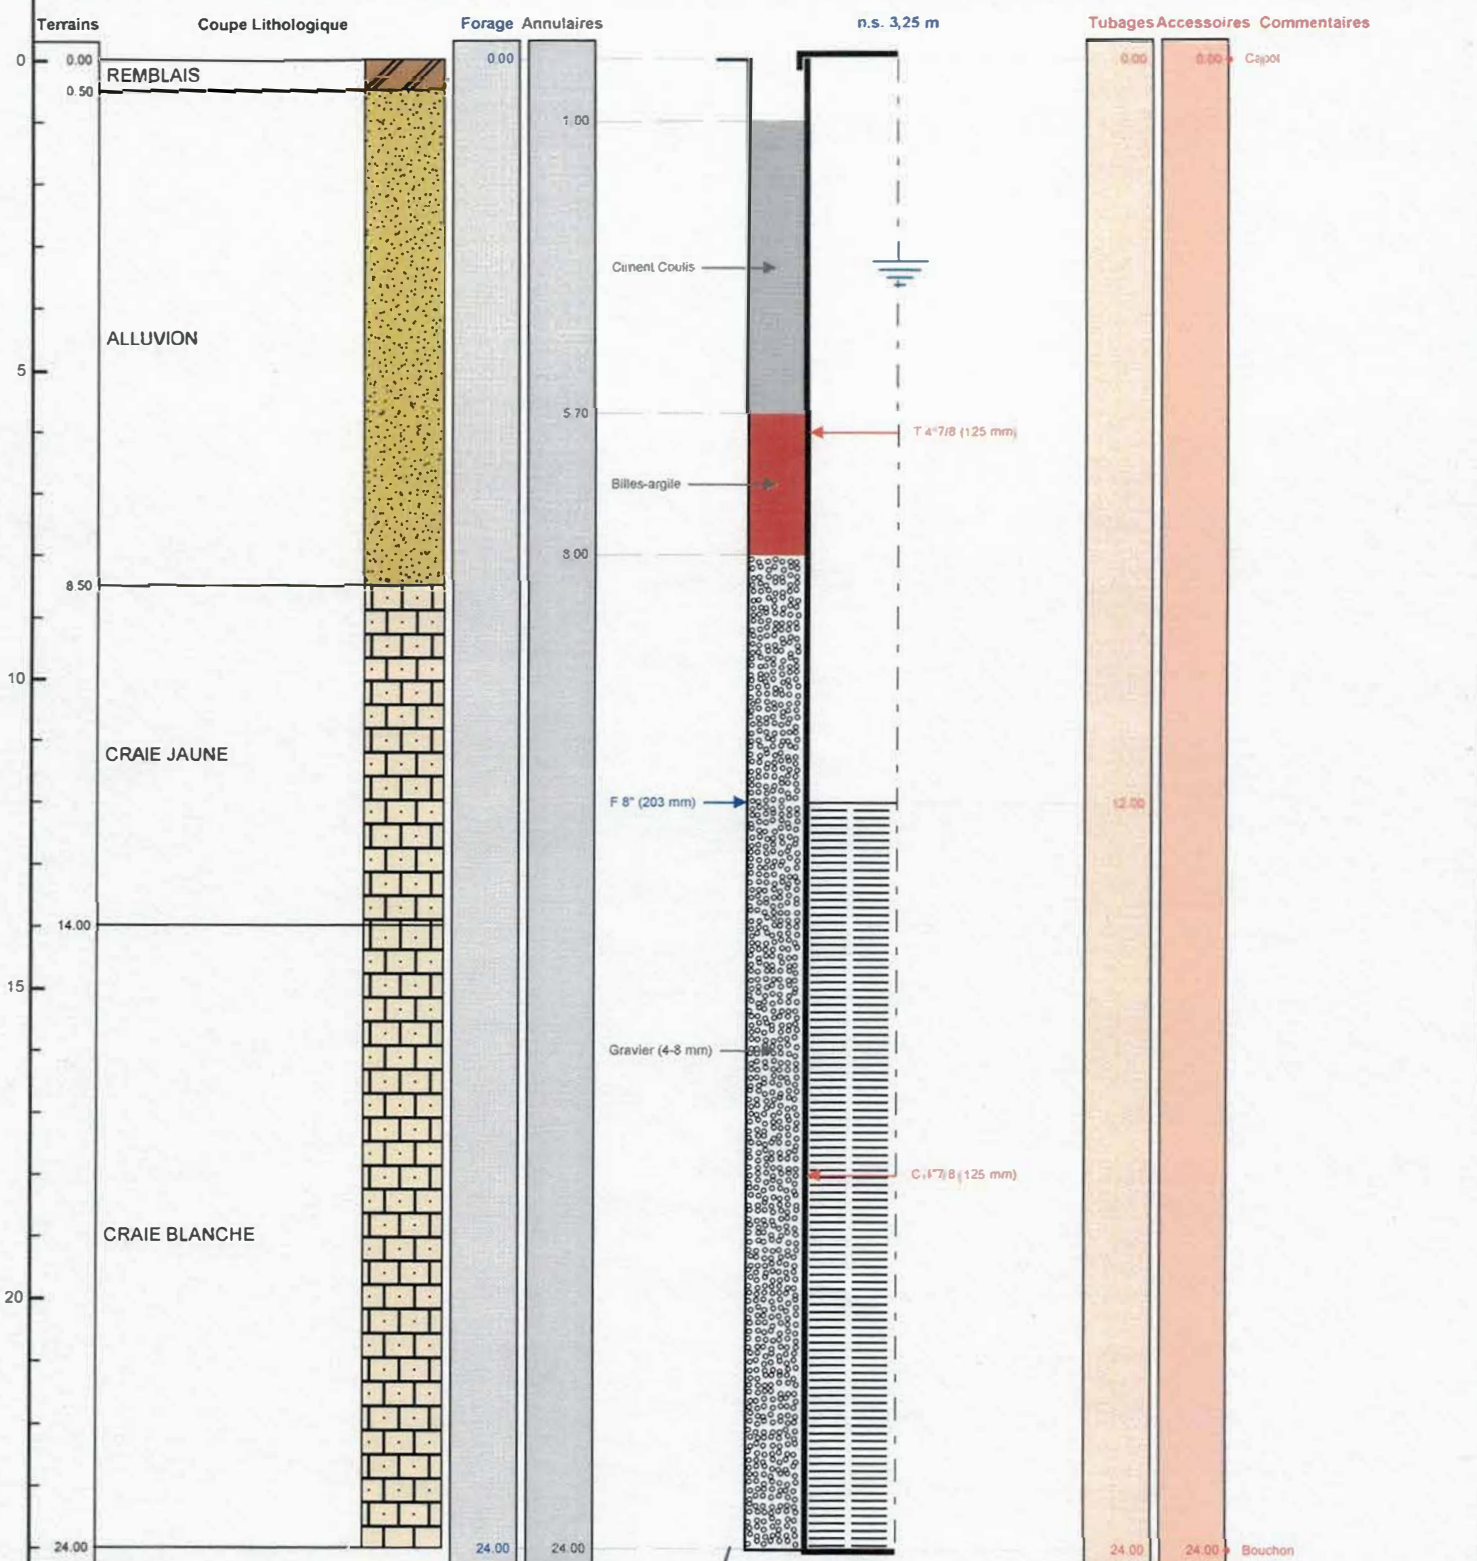 Terrains Coupe Lithologique Forage Annulaires n.s. 3,25 m Tubages Accessoires Commentaires
0 0.00 0.00 0.00 0.00 Capot
REMBLAIS
0.50
1.00
Ciment Coulis
ALLUVION
5
5.70
T 4"7/8 (125 mm)
Billes-argile
8.00
8.50
10
CRAIE JAUNE
F 8" (203 mm) 12.00
14.00
15
Gravier (4-8 mm)
(125 mm)
CRAIE BLANCHE
20
24.00 24.00 24.00 24.00 24.00 Bouchon